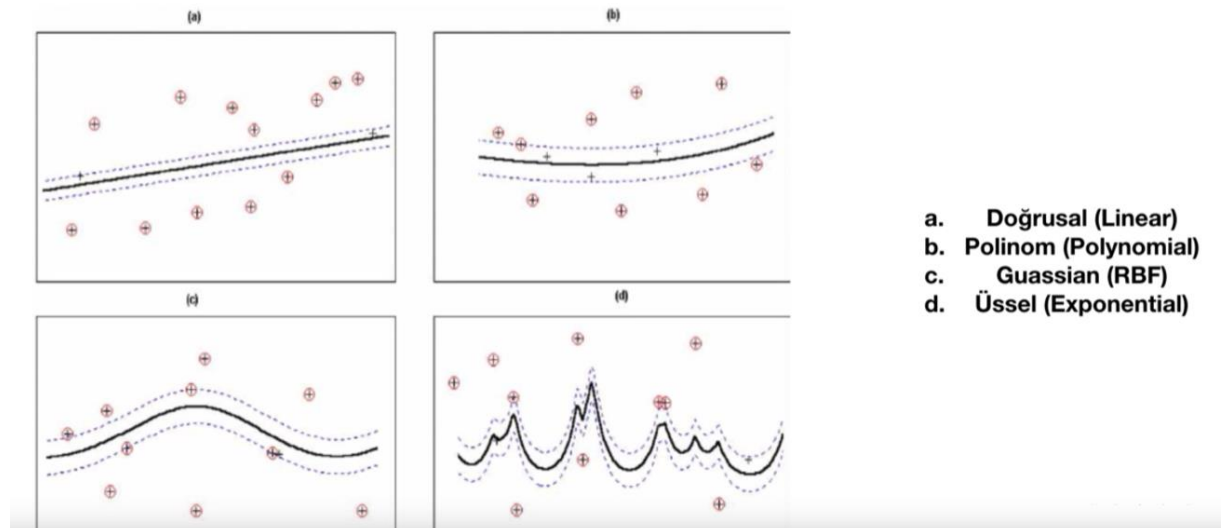 (a)
(b)
(c)
(d)
a. Doğrusal (Linear)
b. Polinom (Polynomial)
c. Guassian (RBF)
d. Üssel (Exponential)